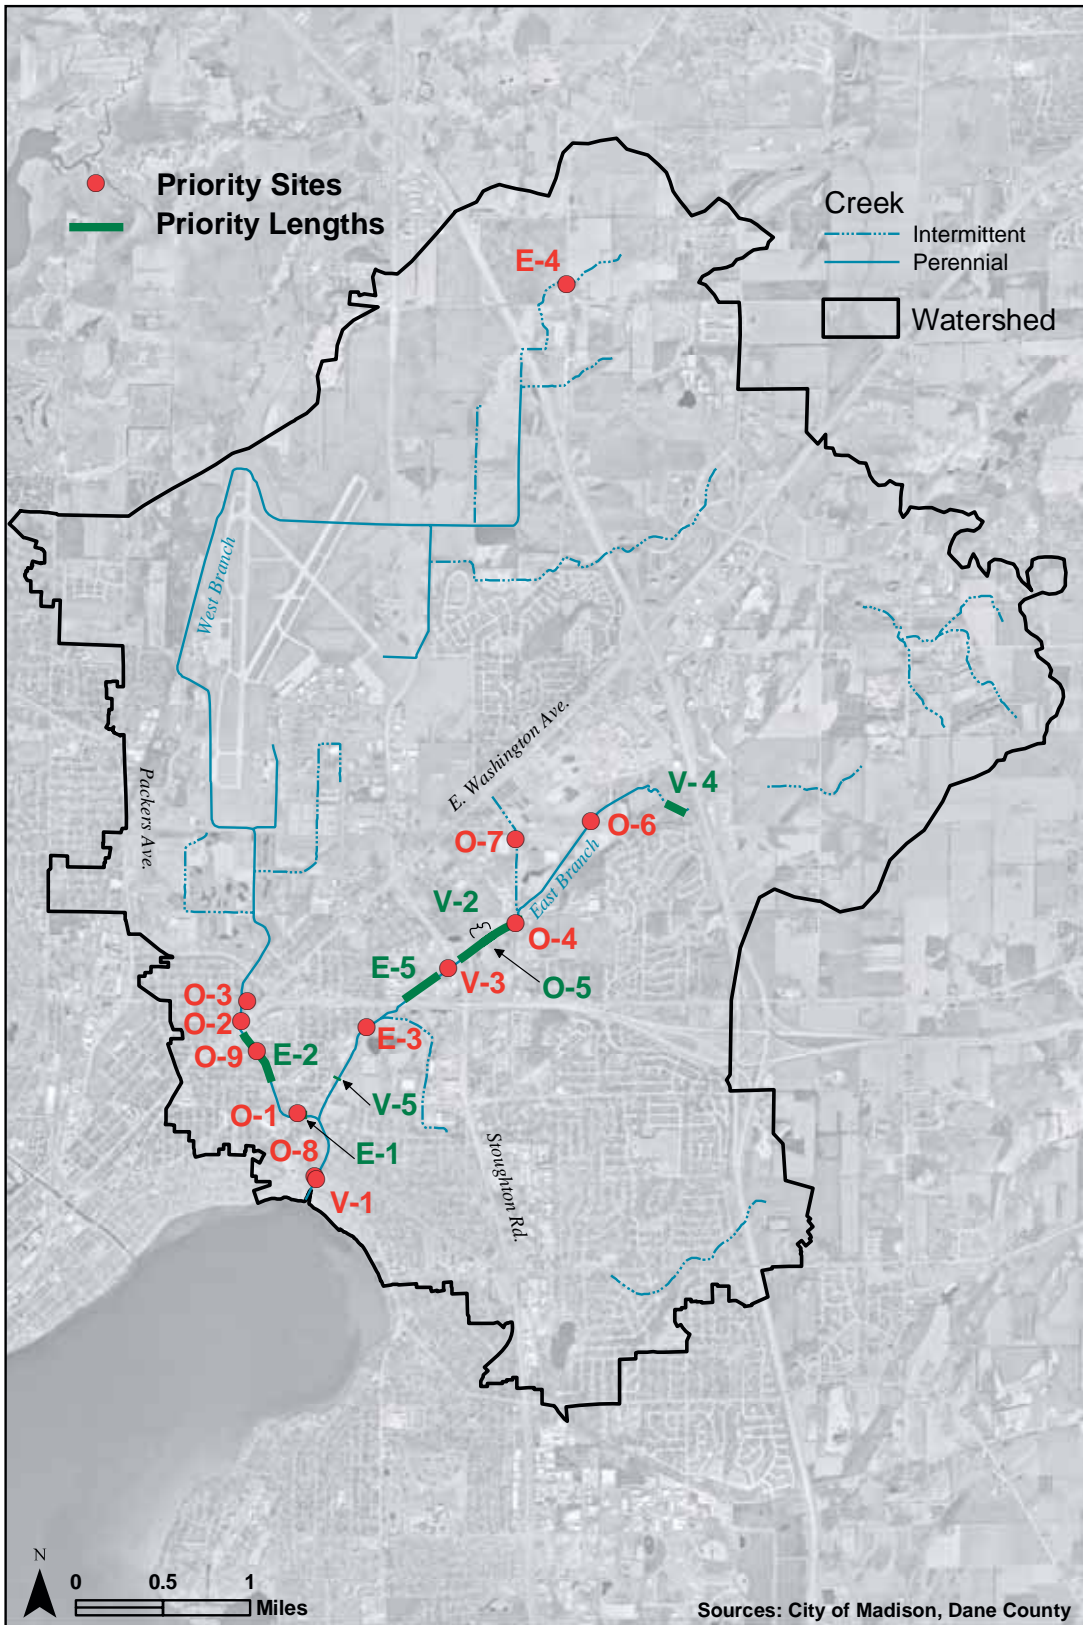 Priority Sites
Priority Lengths
Creek
Intermittent
Perennial
Watershed
E-4
West Branch
E. Washington Ave.
Packers Ave.
V- 4
O-6
O-7
East Branch
V-2
O-4
E-5
V-3
O-5
O-3
O-2
E-3
O-9
E-2
V-5
O-1
O-8
E-1
Stoughton Rd.
V-1
N
0 0.5 1
Miles
Sources: City of Madison, Dane County